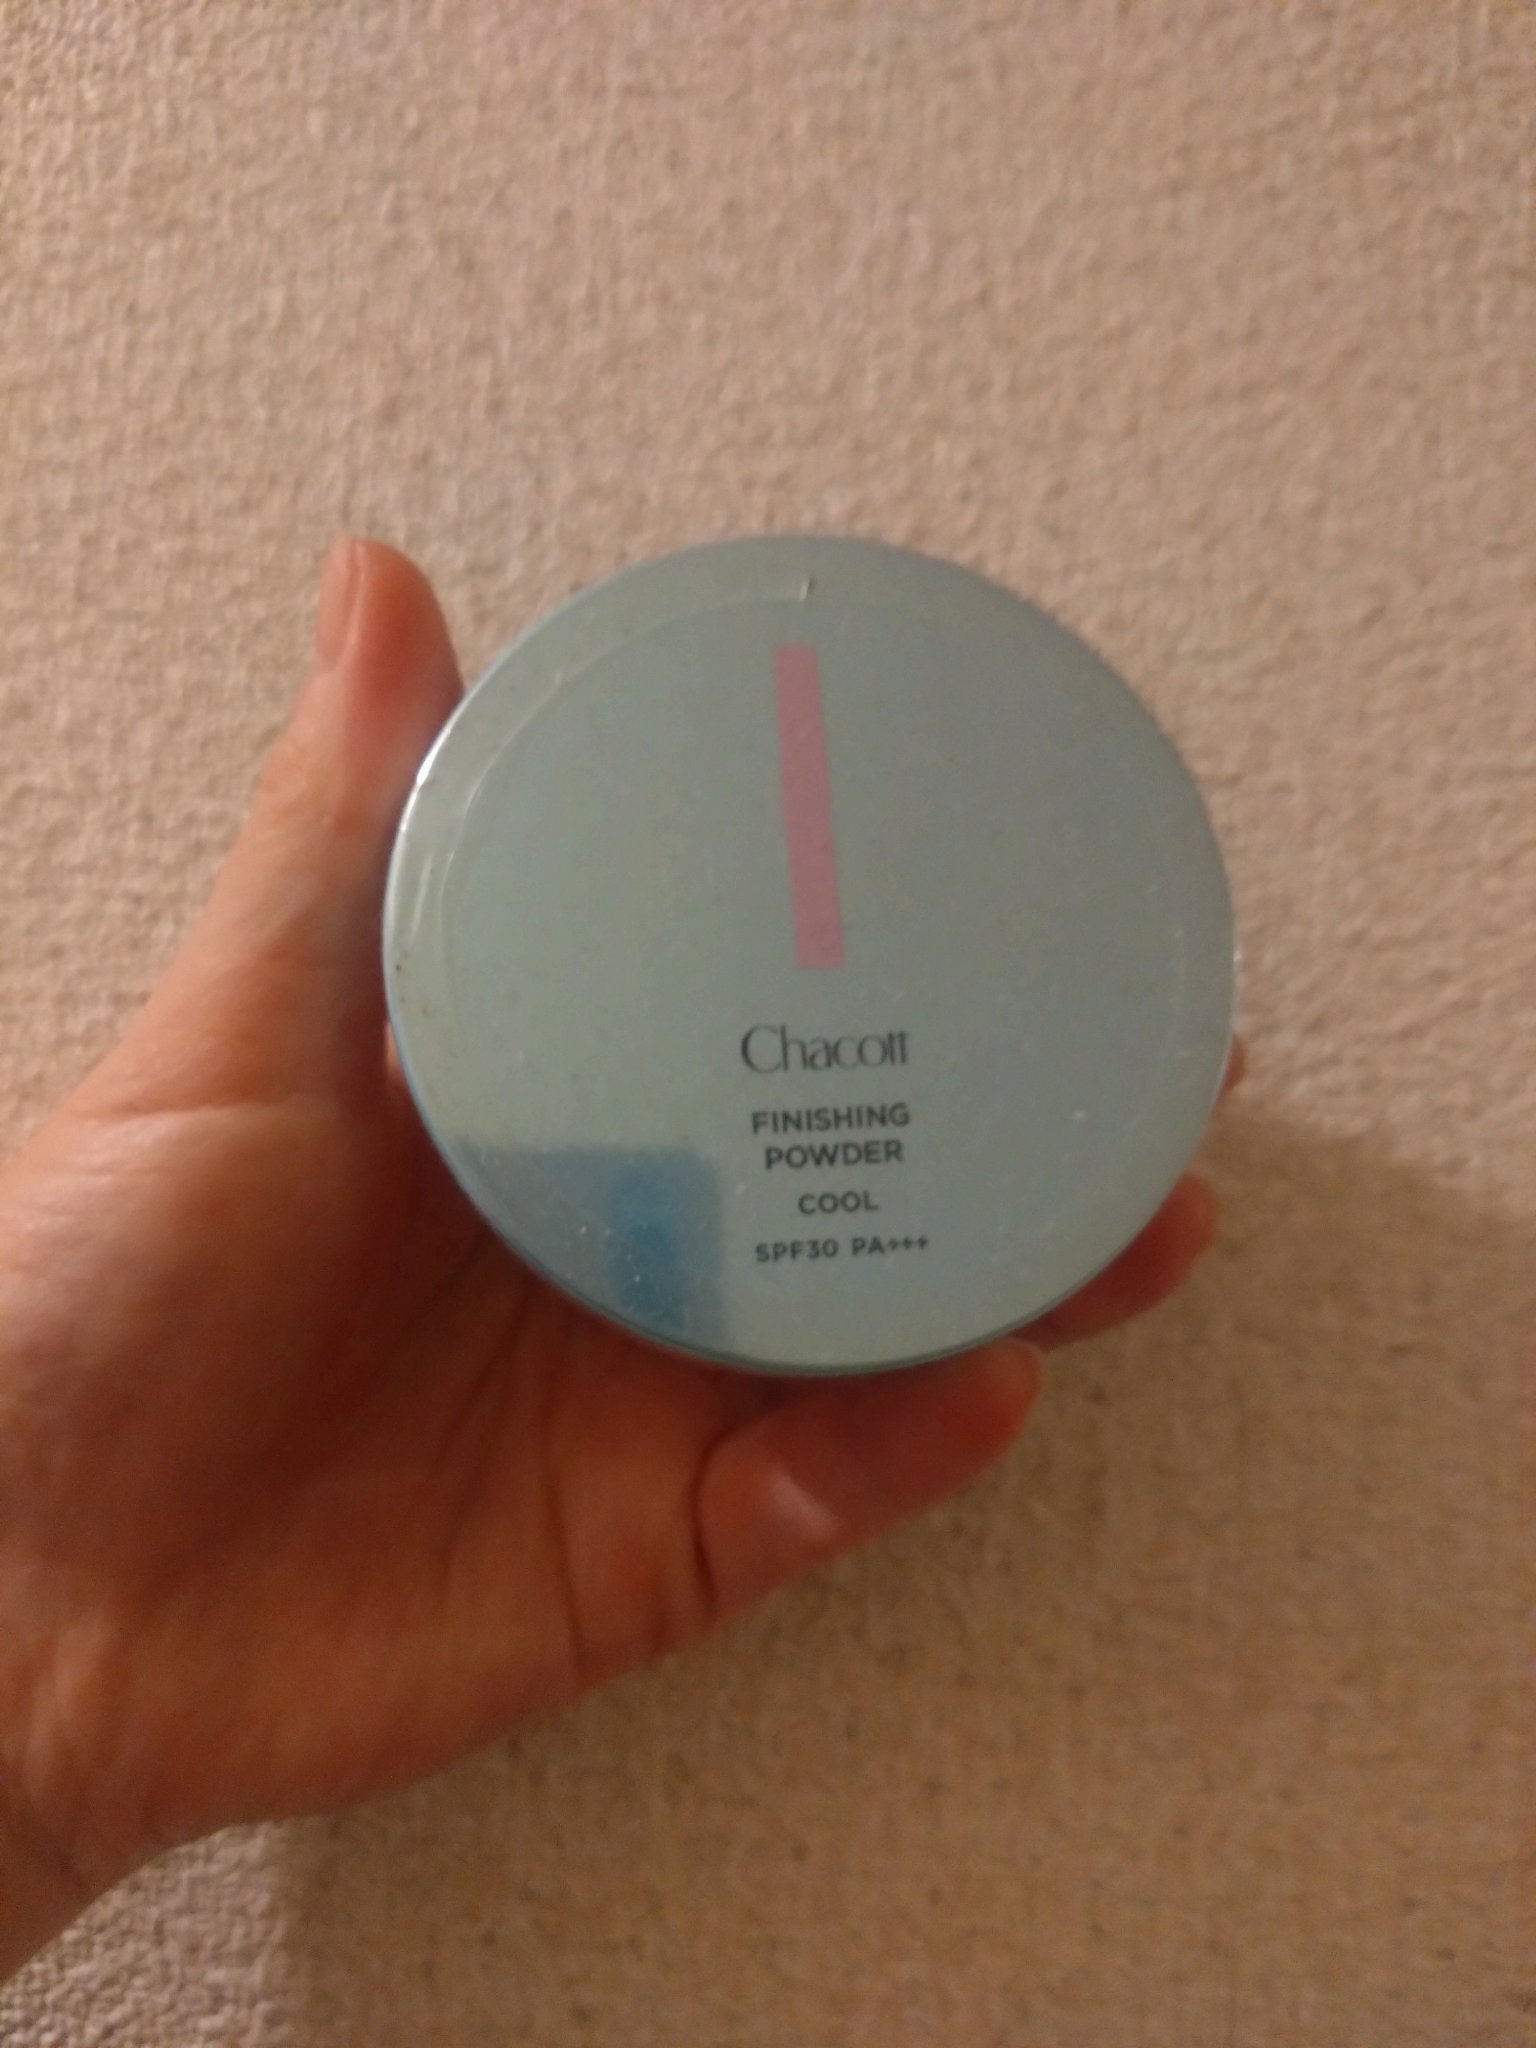 Chacott
FINISHING
POWDER
COOL
SPF30 PA+++